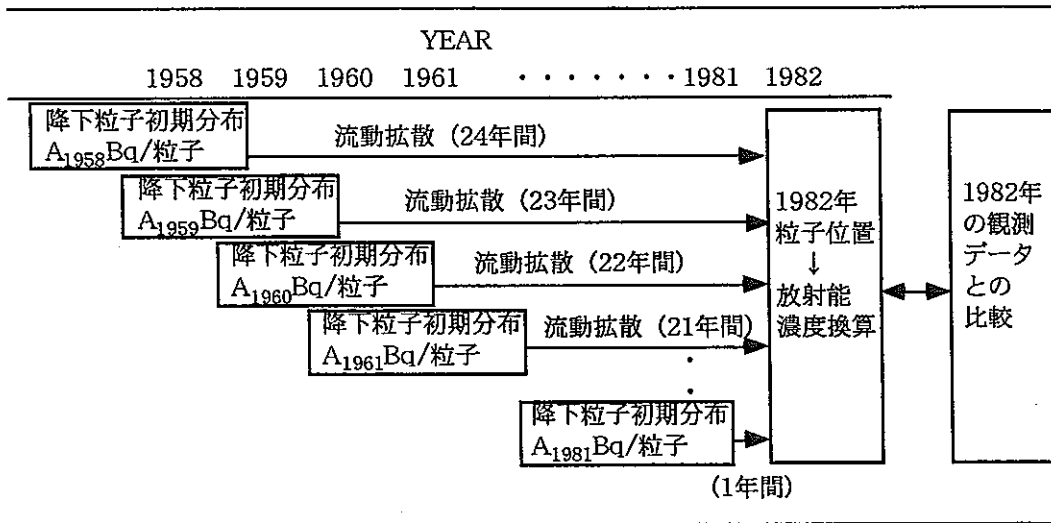 YEAR
1958 1959 1960 1961 ・・・・・・・ 1981 1982
降下粒子初期分布
A1958Bq/粒子
流動拡散 (24年間)
降下粒子初期分布
A1959Bq/粒子
流動拡散 (23年間)
降下粒子初期分布
A1960Bq/粒子
流動拡散 (22年間)
降下粒子初期分布
A1961Bq/粒子
流動拡散 (21年間)
降下粒子初期分布
A1981Bq/粒子
(1年間)
1982年
粒子位置
↓
放射能
濃度換算
1982年
の観測
データ
との
比較